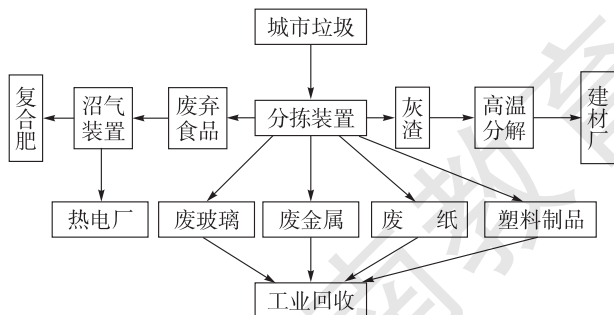 城市垃圾
复合肥
沼气
装置
废弃
食品
分拣装置
灰渣
高温
分解
建材厂
热电厂
废玻璃
废金属
废 纸
塑料制品
工业回收